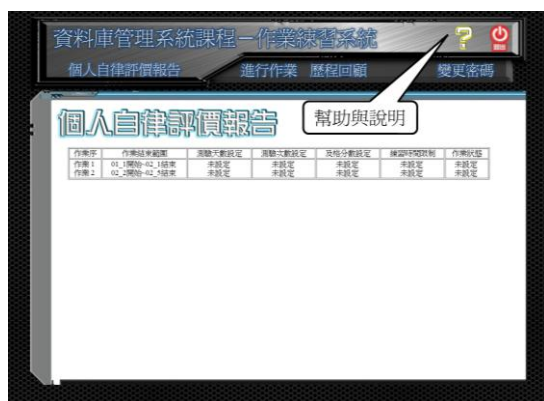 資料庫管理系統課程－作業練習系統
個人自律評價報告 進行作業 歷程回顧 變更密碼
幫助與說明
個人自律評價報告
作業序 作業結束範圍 測驗天數設定 測驗次數設定 及格分數設定 練習時間限制 作業狀態
作業 1 01_1開始~02_1結束 未設定 未設定 未設定 未設定 未設定
作業 2 02_2開始~02_5結束 未設定 未設定 未設定 未設定 未設定